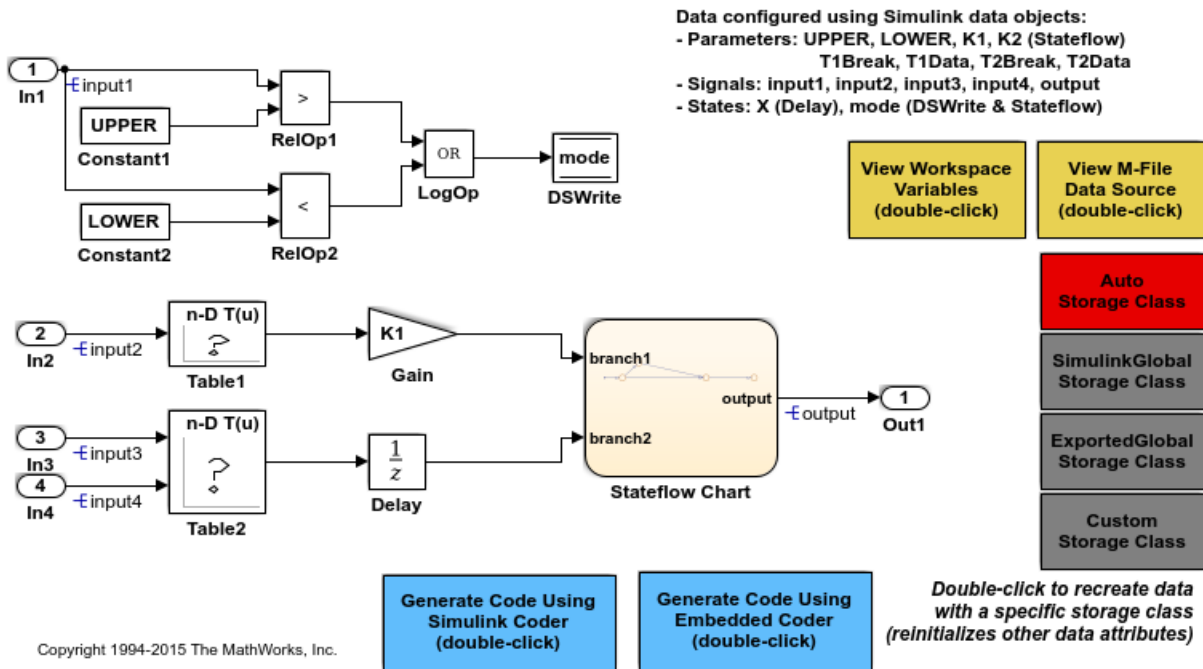 Data configured using Simulink data objects:
- Parameters: UPPER, LOWER, K1, K2 (Stateflow)
T1Break, T1Data, T2Break, T2Data
- Signals: input1, input2, input3, input4, output
- States: X (Delay), mode (DSWrite & Stateflow)
1
In1
input1
UPPER
Constant1
>
RelOp1
LOWER
Constant2
<
RelOp2
OR
LogOp
mode
DSWrite
View Workspace
Variables
(double-click)
View M-File
Data Source
(double-click)
Auto
Storage Class
SimulinkGlobal
Storage Class
ExportedGlobal
Storage Class
Custom
Storage Class
2
In2
input2
n-D T(u)
?
Table1
K1
Gain
3
In3
input3
4
In4
input4
n-D T(u)
?
Table2
1
z
Delay
branch1
branch2
output
Stateflow Chart
output
1
Out1
Generate Code Using
Simulink Coder
(double-click)
Generate Code Using
Embedded Coder
(double-click)
Double-click to recreate data
with a specific storage class
(reinitializes other data attributes)
Copyright 1994-2015 The MathWorks, Inc.